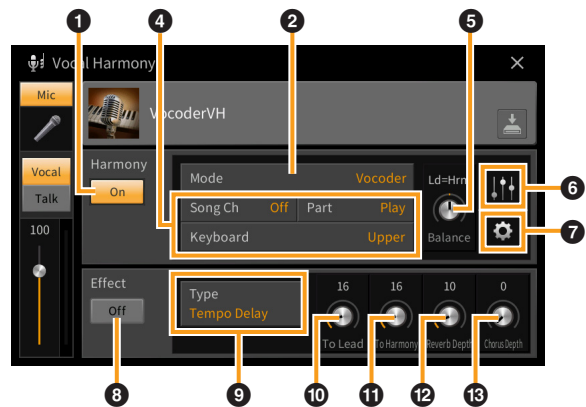 1 4 2 5
Vocal Harmony
Mic
VocoderVH
Harmony
On
Mode Vocoder
Song Ch Off Part Play
Keyboard Upper
Ld=Hrm
Balance
6
7
Vocal
Talk
100
Effect
Off
Type
Tempo Delay
16 16 10 0
To Lead To Harmony Reverb Depth Chorus Depth
8 9 10 11 12 13